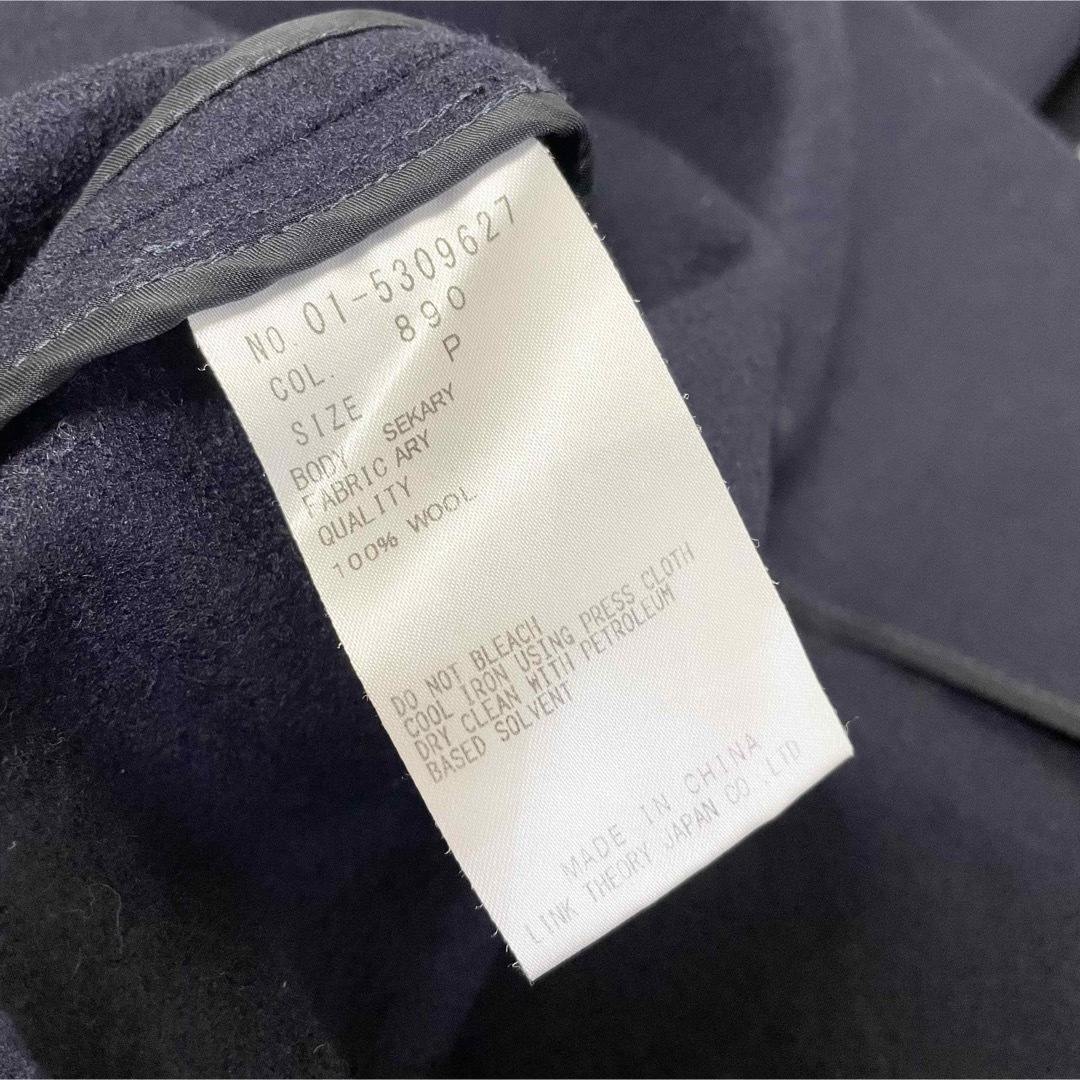 NO. 01-5309627
COL. 890
SIZE P
BODY SEKARY
FABRIC ARY
QUALITY
100% WOOL
DO NOT BLEACH
COOL IRON USING PRESS CLOTH
DRY CLEAN WITH PETROLEUM
BASED SOLVENT
MADE IN CHINA
LINK THEORY JAPAN CO.,LTD